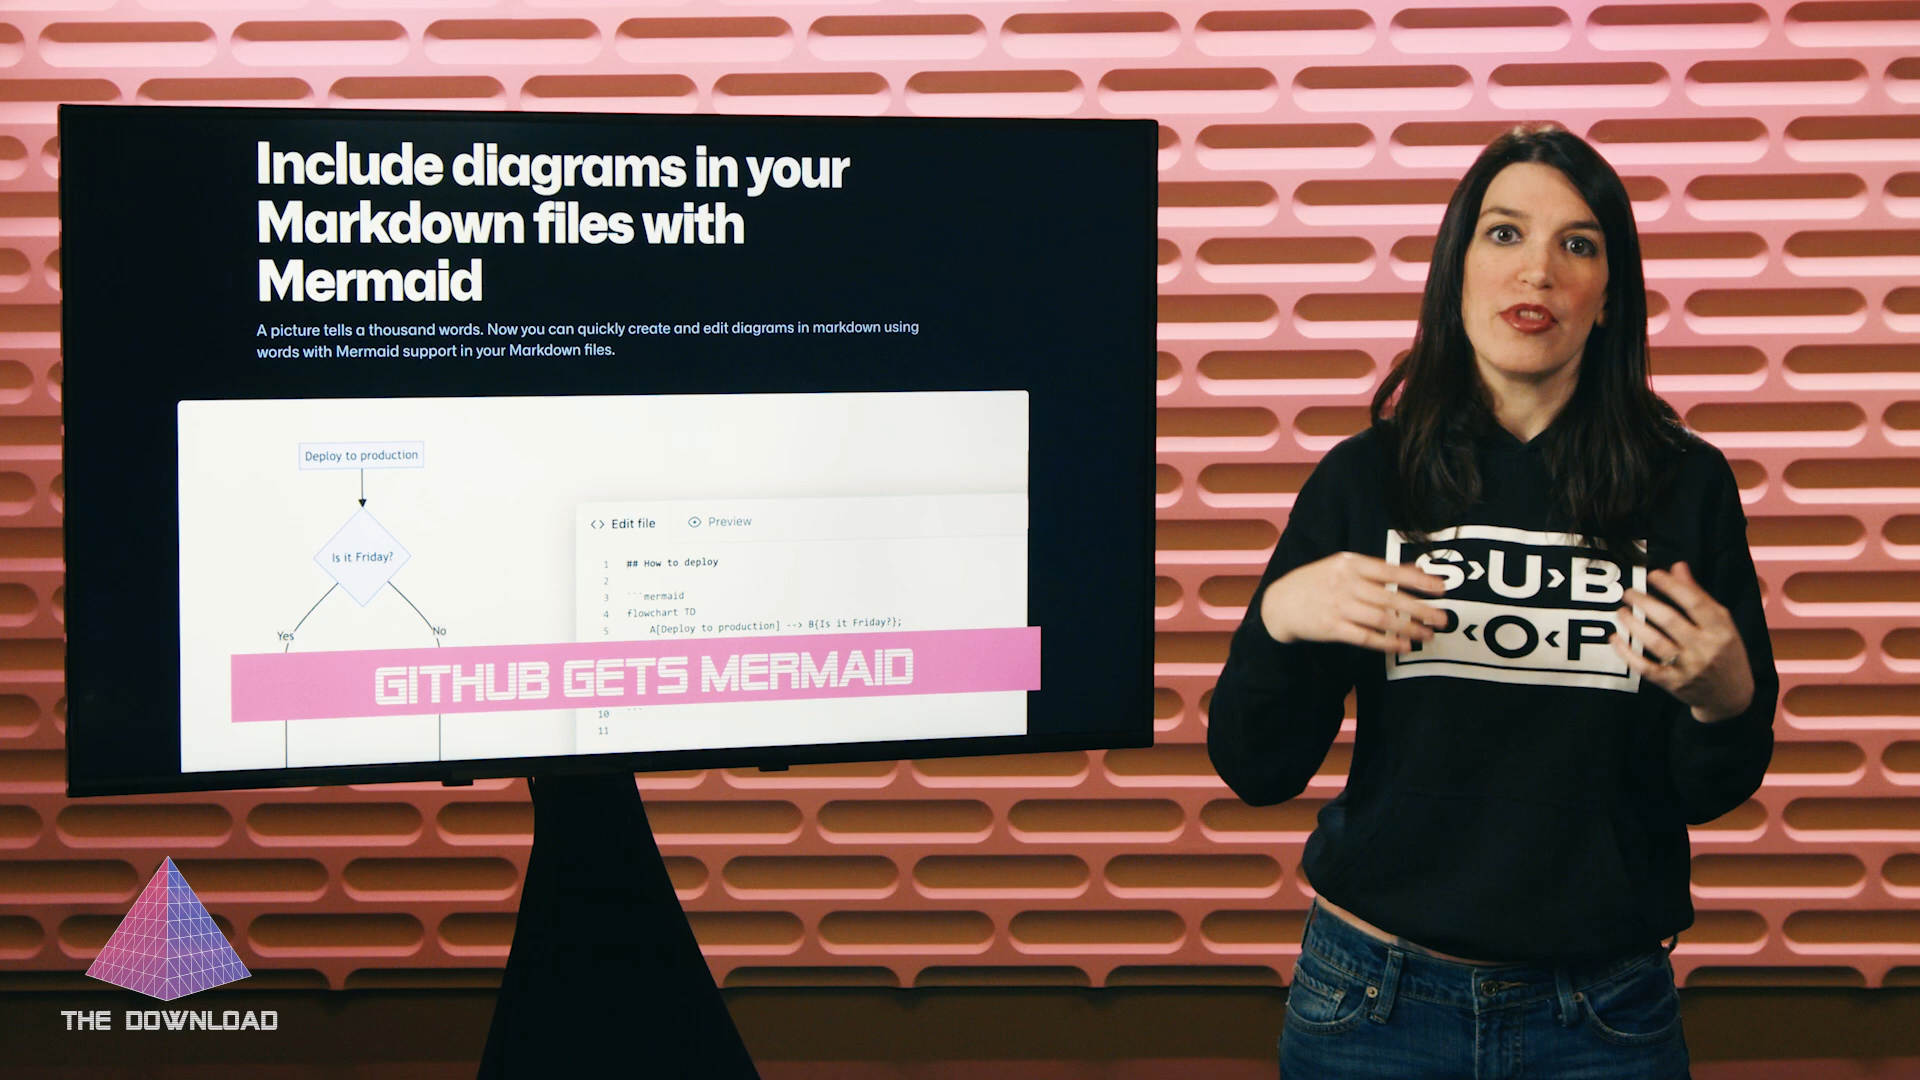 Include diagrams in your
Markdown files with
Mermaid
A picture tells a thousand words. Now you can quickly create and edit diagrams in markdown using
words with Mermaid support in your Markdown files.
Deploy to production
Is it Friday?
Yes
No
<> Edit file
Preview
1 ## How to deploy
2
3 ```mermaid
4 flowchart TD
5 A[Deploy to production] --> B{Is it Friday?};
GITHUB GETS MERMAID
10 ```
11
S›U›B
P‹O‹P
THE DOWNLOAD